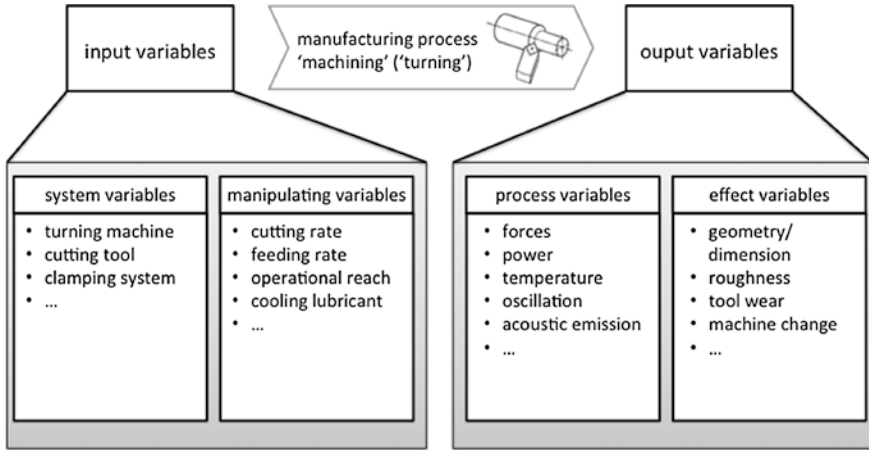 input variables
manufacturing process
‘machining’ (‘turning’)
ouput variables
system variables
• turning machine
• cutting tool
• clamping system
• ...
manipulating variables
• cutting rate
• feeding rate
• operational reach
• cooling lubricant
• ...
process variables
• forces
• power
• temperature
• oscillation
• acoustic emission
• ...
effect variables
• geometry/
dimension
• roughness
• tool wear
• machine change
• ...